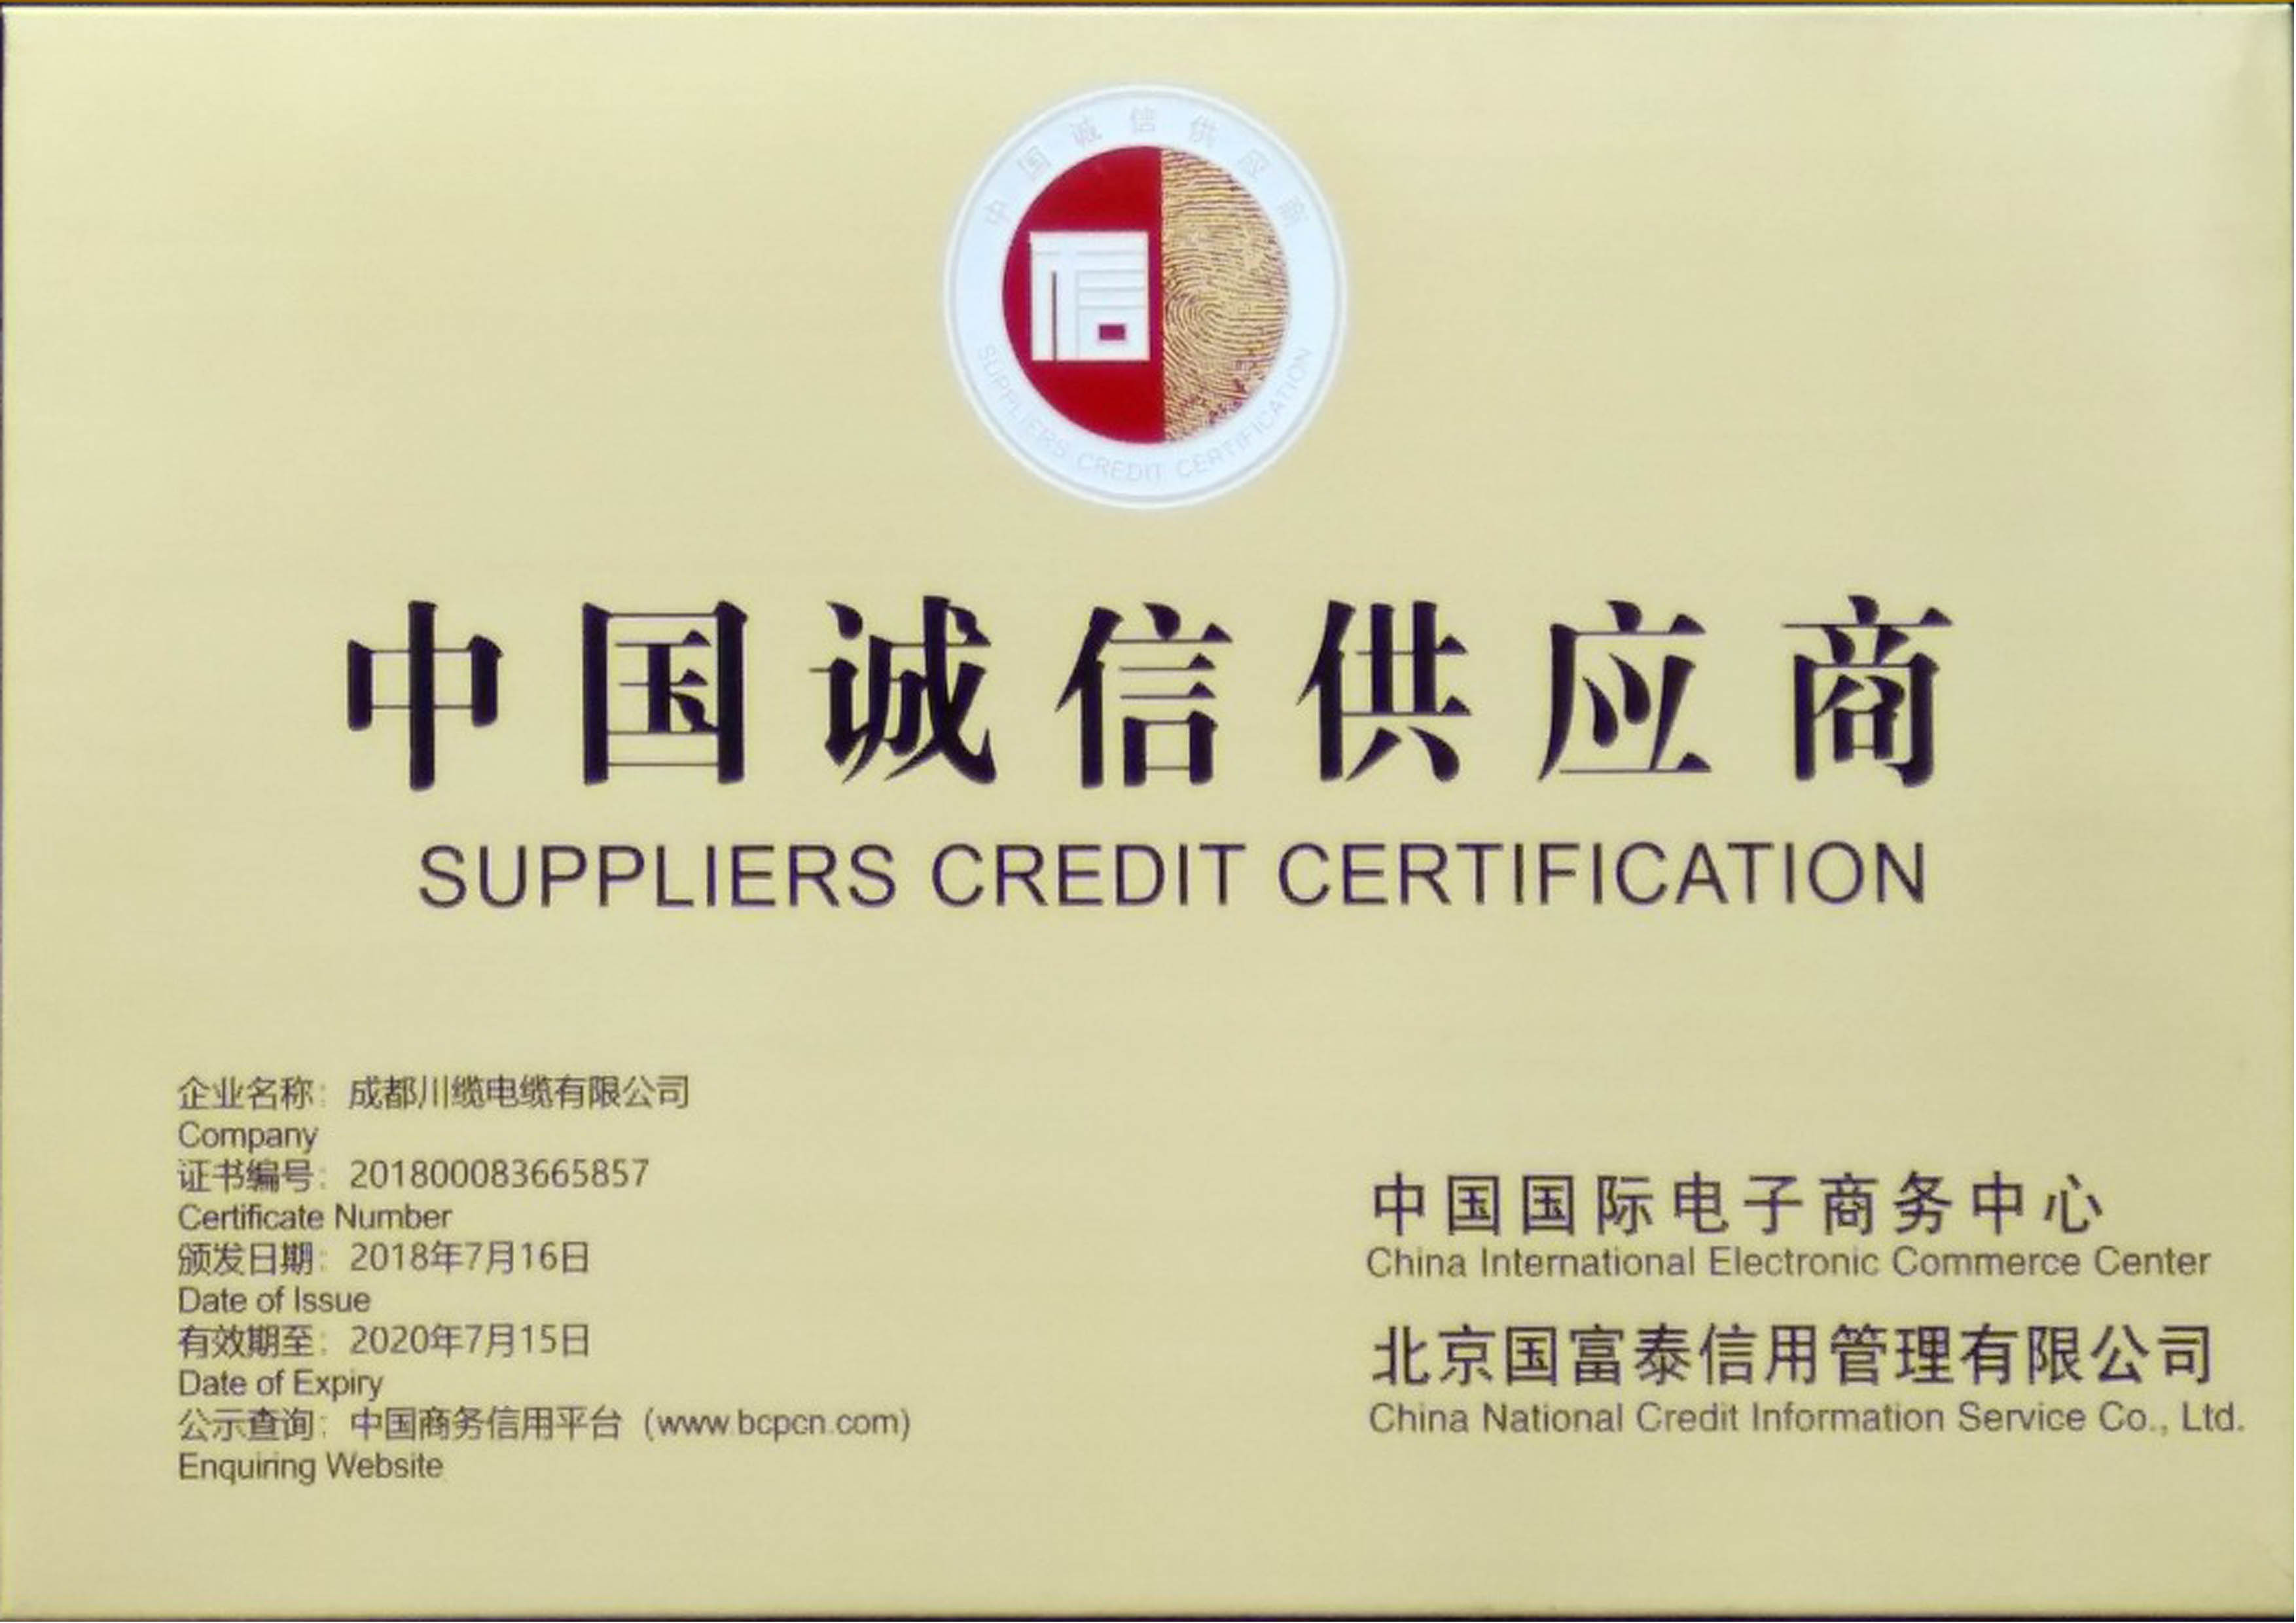 中国诚信供应商
信
SUPPLIERS CREDIT CERTIFICATION
中国诚信供应商
SUPPLIERS CREDIT CERTIFICATION
企业名称：成都川缆电缆有限公司
Company
证书编号：201800083665857
Certificate Number
颁发日期：2018年7月16日
Date of Issue
有效期至：2020年7月15日
Date of Expiry
公示查询：中国商务信用平台（www.bcpcn.com）
Enquiring Website
中国国际电子商务中心
China International Electronic Commerce Center
北京国富泰信用管理有限公司
China National Credit Information Service Co., Ltd.